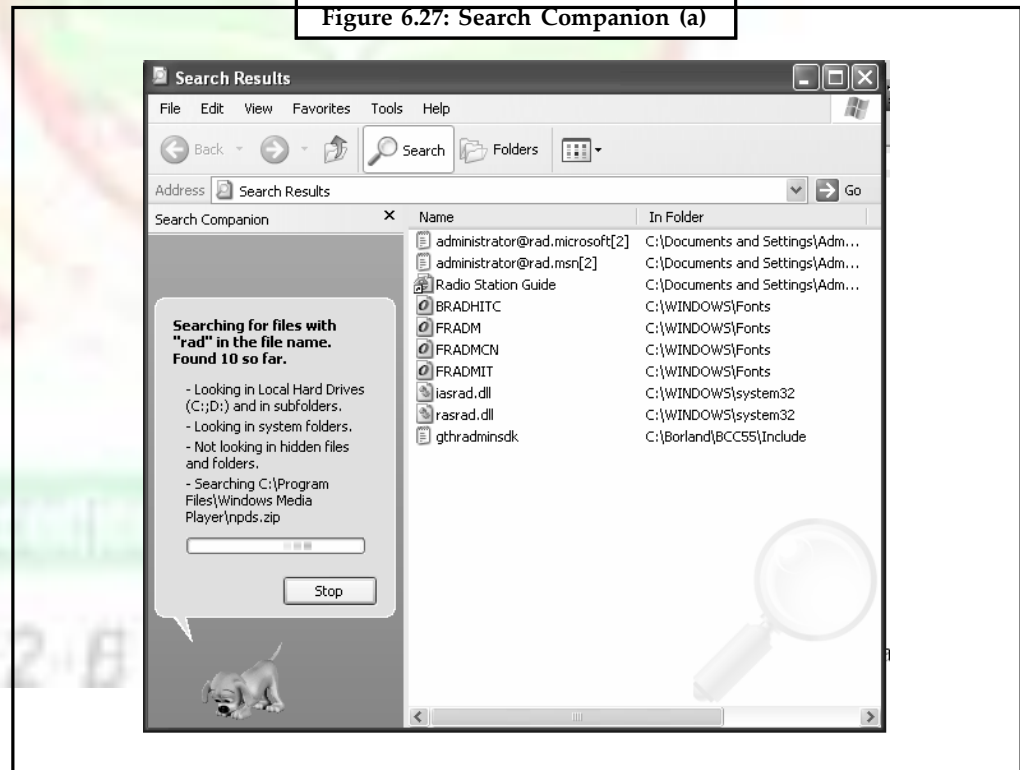 Figure 6.27: Search Companion (a)
Search Results
File Edit View Favorites Tools Help
Back Search Folders
Address Search Results Go
Search Companion Name In Folder
administrator@rad.microsoft[2] C:\Documents and Settings\Adm...
administrator@rad.msn[2] C:\Documents and Settings\Adm...
Radio Station Guide C:\Documents and Settings\Adm...
BRADHITC C:\WINDOWS\Fonts
FRADM C:\WINDOWS\Fonts
FRADMCN C:\WINDOWS\Fonts
FRADMIT C:\WINDOWS\Fonts
iasrad.dll C:\WINDOWS\system32
rasrad.dll C:\WINDOWS\system32
gthradminsdk C:\Borland\BCC55\Include
Searching for files with
"rad" in the file name.
Found 10 so far.
- Looking in Local Hard Drives
(C:;D:) and in subfolders.
- Looking in system folders.
- Not looking in hidden files
and folders.
- Searching C:\Program
Files\Windows Media
Player\npds.zip
Stop